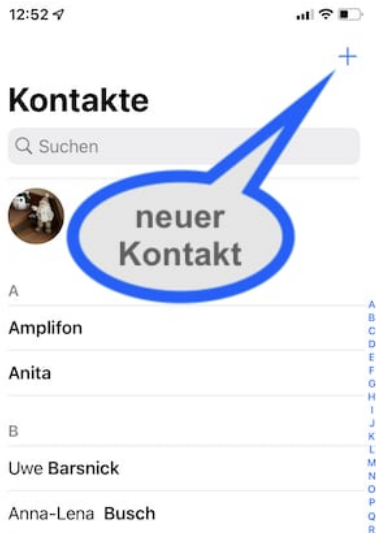 12:52
Kontakte
Suchen
neuer
Kontakt
A
Amplifon
Anita
B
Uwe Barsnick
Anna-Lena Busch
A
B
C
D
E
F
G
H
I
J
K
L
M
N
O
P
Q
R